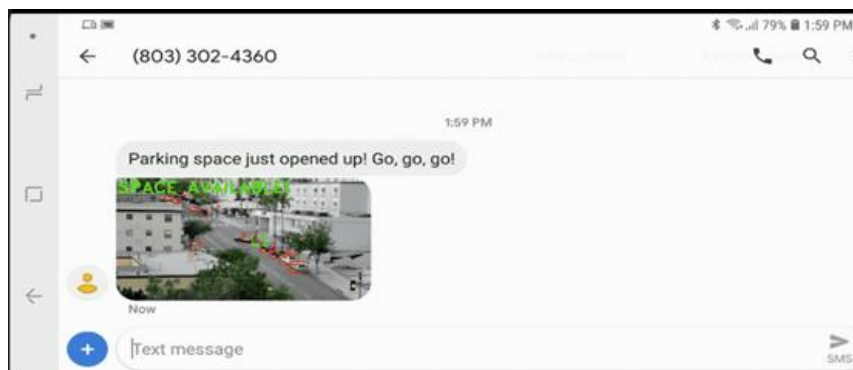 79% 1:59 PM
(803) 302-4360
1:59 PM
Parking space just opened up! Go, go, go!
SPACE AVAILABLE!
Now
Text message
SMS